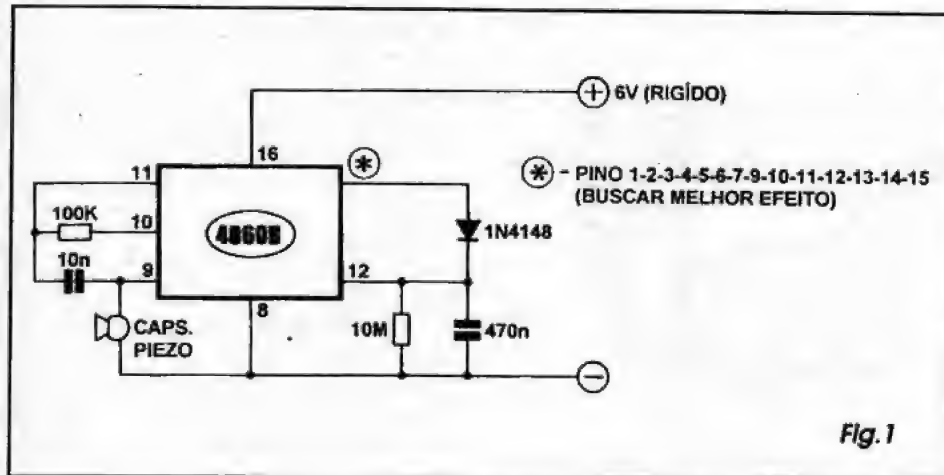 16
+ 6V (RIGÍDO)
11
*
* - PINO 1-2-3-4-5-6-7-9-10-11-12-13-14-15
(BUSCAR MELHOR EFEITO)
100K
10
4060B
1N4148
10n
9
12
8
CAPS.
PIEZO
10M
470n
−
Fig. 1